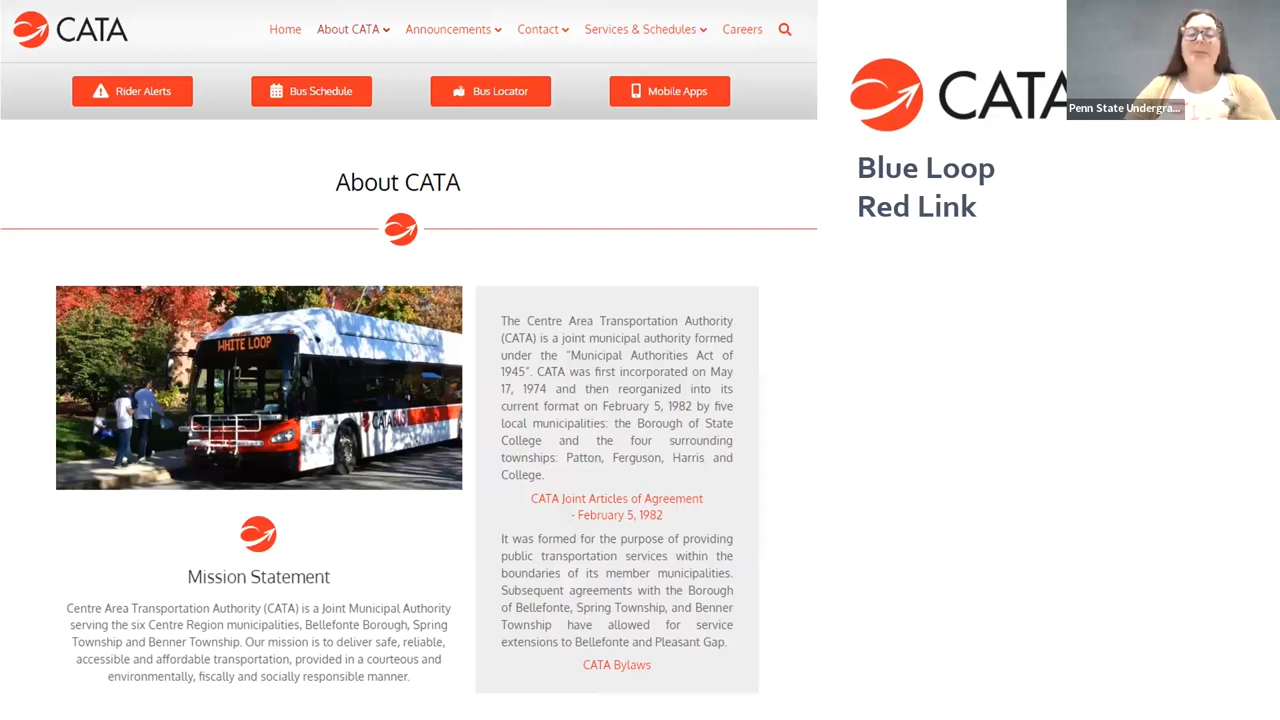 CATA
Home
About CATA
Announcements
Contact
Services & Schedules
Careers
Rider Alerts
Bus Schedule
Bus Locator
Mobile Apps
About CATA
WHITE LOOP
CATABUS
Mission Statement
Centre Area Transportation Authority (CATA) is a Joint Municipal Authority
serving the six Centre Region municipalities, Bellefonte Borough, Spring
Township and Benner Township. Our mission is to deliver safe, reliable,
accessible and affordable transportation, provided in a courteous and
environmentally, fiscally and socially responsible manner.
The Centre Area Transportation Authority
(CATA) is a joint municipal authority formed
under the “Municipal Authorities Act of
1945”. CATA was first incorporated on May
17, 1974 and then reorganized into its
current format on February 5, 1982 by five
local municipalities: the Borough of State
College and the four surrounding
townships: Patton, Ferguson, Harris and
College.
CATA Joint Articles of Agreement
- February 5, 1982
It was formed for the purpose of providing
public transportation services within the
boundaries of its member municipalities.
Subsequent agreements with the Borough
of Bellefonte, Spring Township, and Benner
Township have allowed for service
extensions to Bellefonte and Pleasant Gap.
CATA Bylaws
CATA
Blue Loop
Red Link
Penn State Undergra...